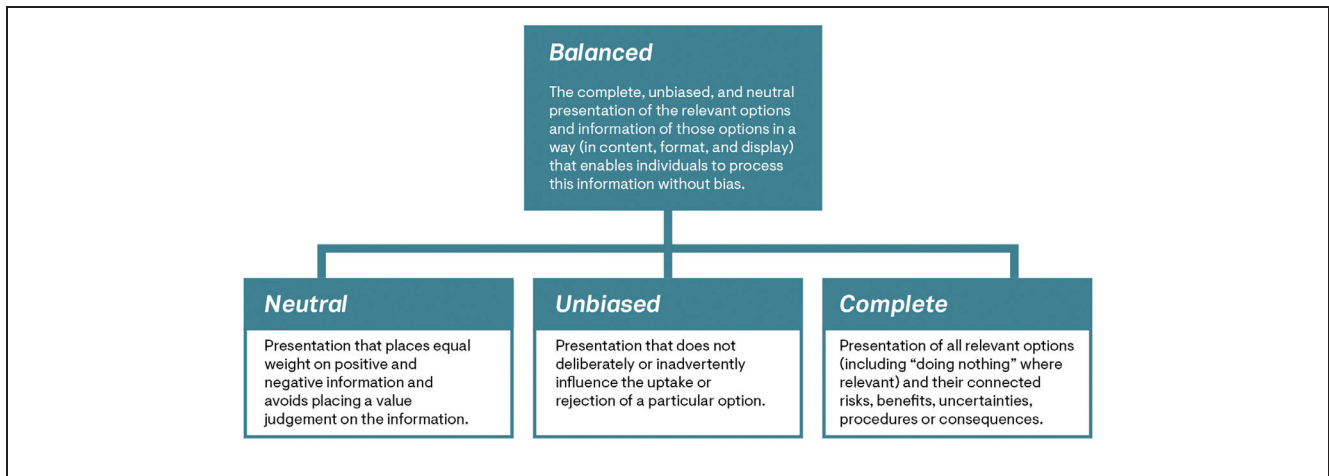 Balanced
The complete, unbiased, and neutral
presentation of the relevant options
and information of those options in a
way (in content, format, and display)
that enables individuals to process
this information without bias.
Neutral
Presentation that places equal
weight on positive and
negative information and
avoids placing a value
judgement on the information.
Unbiased
Presentation that does not
deliberately or inadvertently
influence the uptake or
rejection of a particular option.
Complete
Presentation of all relevant options
(including “doing nothing” where
relevant) and their connected
risks, benefits, uncertainties,
procedures or consequences.